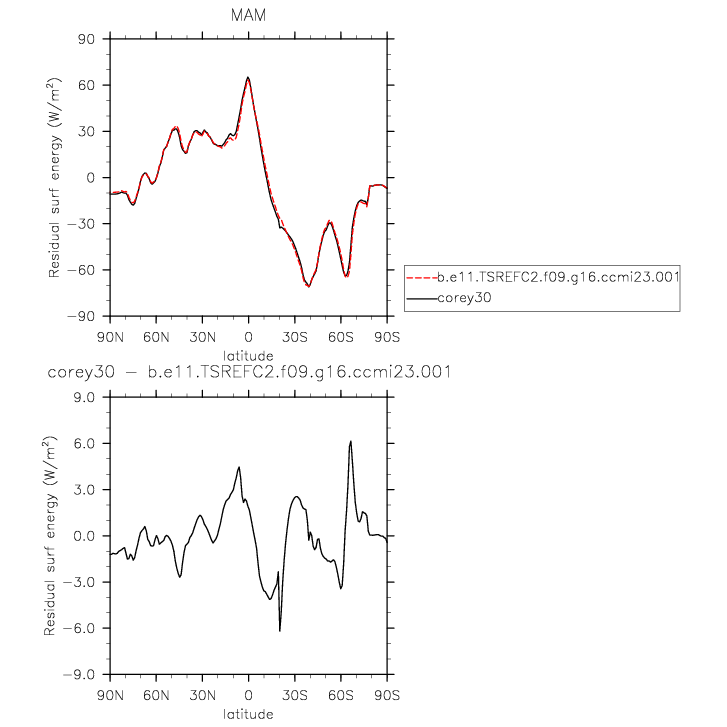 MAM
90
60
30
0
−30
−60
−90
Residual surf energy (W/m²)
90N 60N 30N 0 30S 60S 90S
latitude
b.e11.TSREFC2.f09.g16.ccmi23.001
corey30
corey30 − b.e11.TSREFC2.f09.g16.ccmi23.001
9.0
6.0
3.0
0.0
−3.0
−6.0
−9.0
Residual surf energy (W/m²)
90N 60N 30N 0 30S 60S 90S
latitude